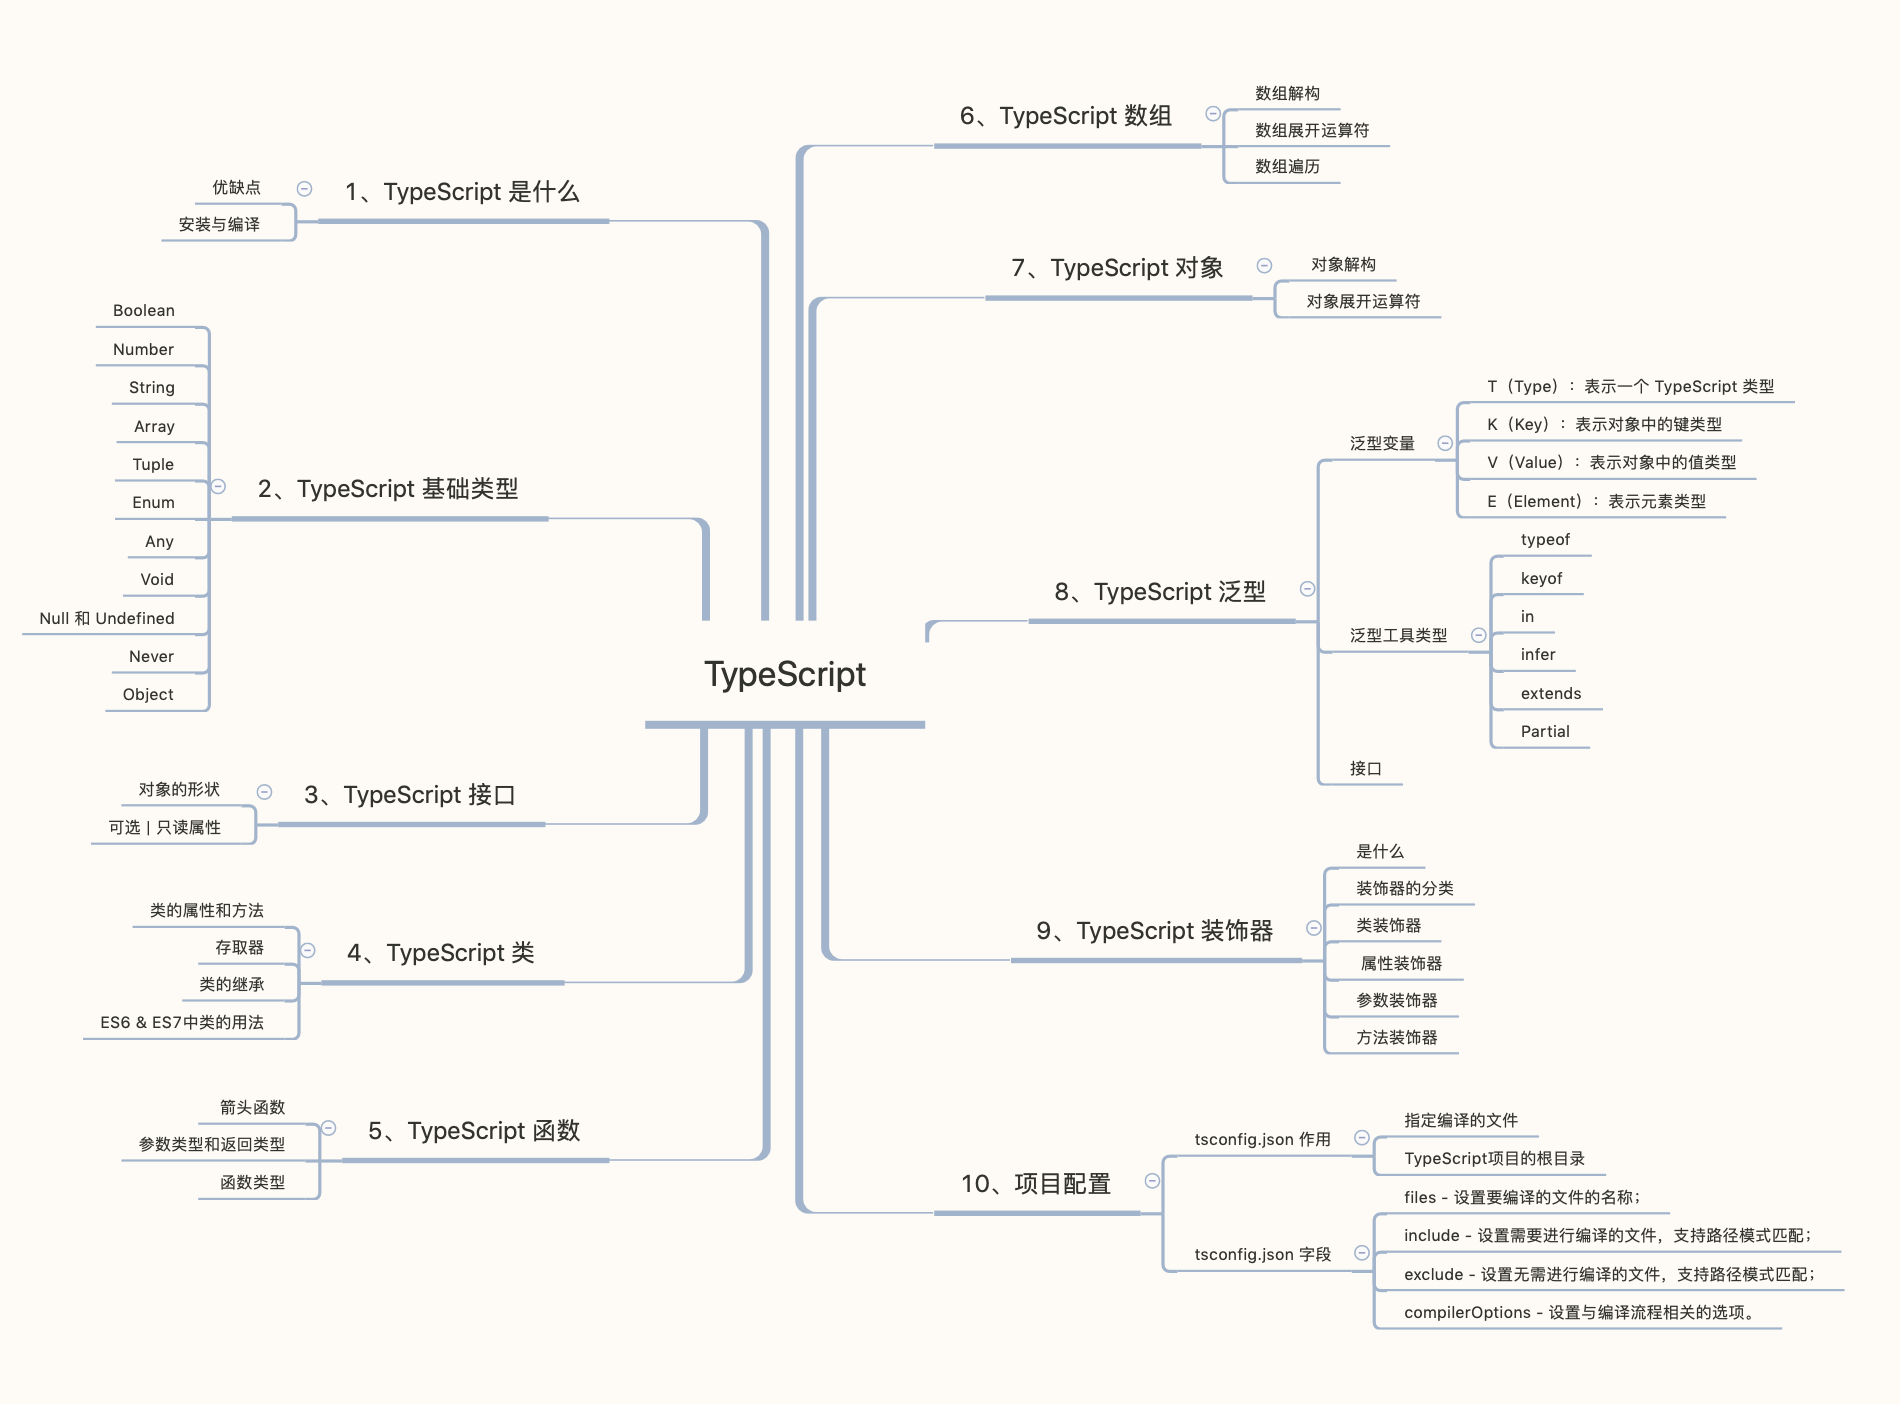 TypeScript
1、TypeScript 是什么
优缺点
安装与编译
2、TypeScript 基础类型
Boolean
Number
String
Array
Tuple
Enum
Any
Void
Null 和 Undefined
Never
Object
3、TypeScript 接口
对象的形状
可选 | 只读属性
4、TypeScript 类
类的属性和方法
存取器
类的继承
ES6 & ES7中类的用法
5、TypeScript 函数
箭头函数
参数类型和返回类型
函数类型
6、TypeScript 数组
数组解构
数组展开运算符
数组遍历
7、TypeScript 对象
对象解构
对象展开运算符
8、TypeScript 泛型
泛型变量
T（Type）：表示一个 TypeScript 类型
K（Key）：表示对象中的键类型
V（Value）：表示对象中的值类型
E（Element）：表示元素类型
泛型工具类型
typeof
keyof
in
infer
extends
Partial
接口
9、TypeScript 装饰器
是什么
装饰器的分类
类装饰器
属性装饰器
参数装饰器
方法装饰器
10、项目配置
tsconfig.json 作用
指定编译的文件
TypeScript项目的根目录
tsconfig.json 字段
files - 设置要编译的文件的名称；
include - 设置需要进行编译的文件，支持路径模式匹配；
exclude - 设置无需进行编译的文件，支持路径模式匹配；
compilerOptions - 设置与编译流程相关的选项。